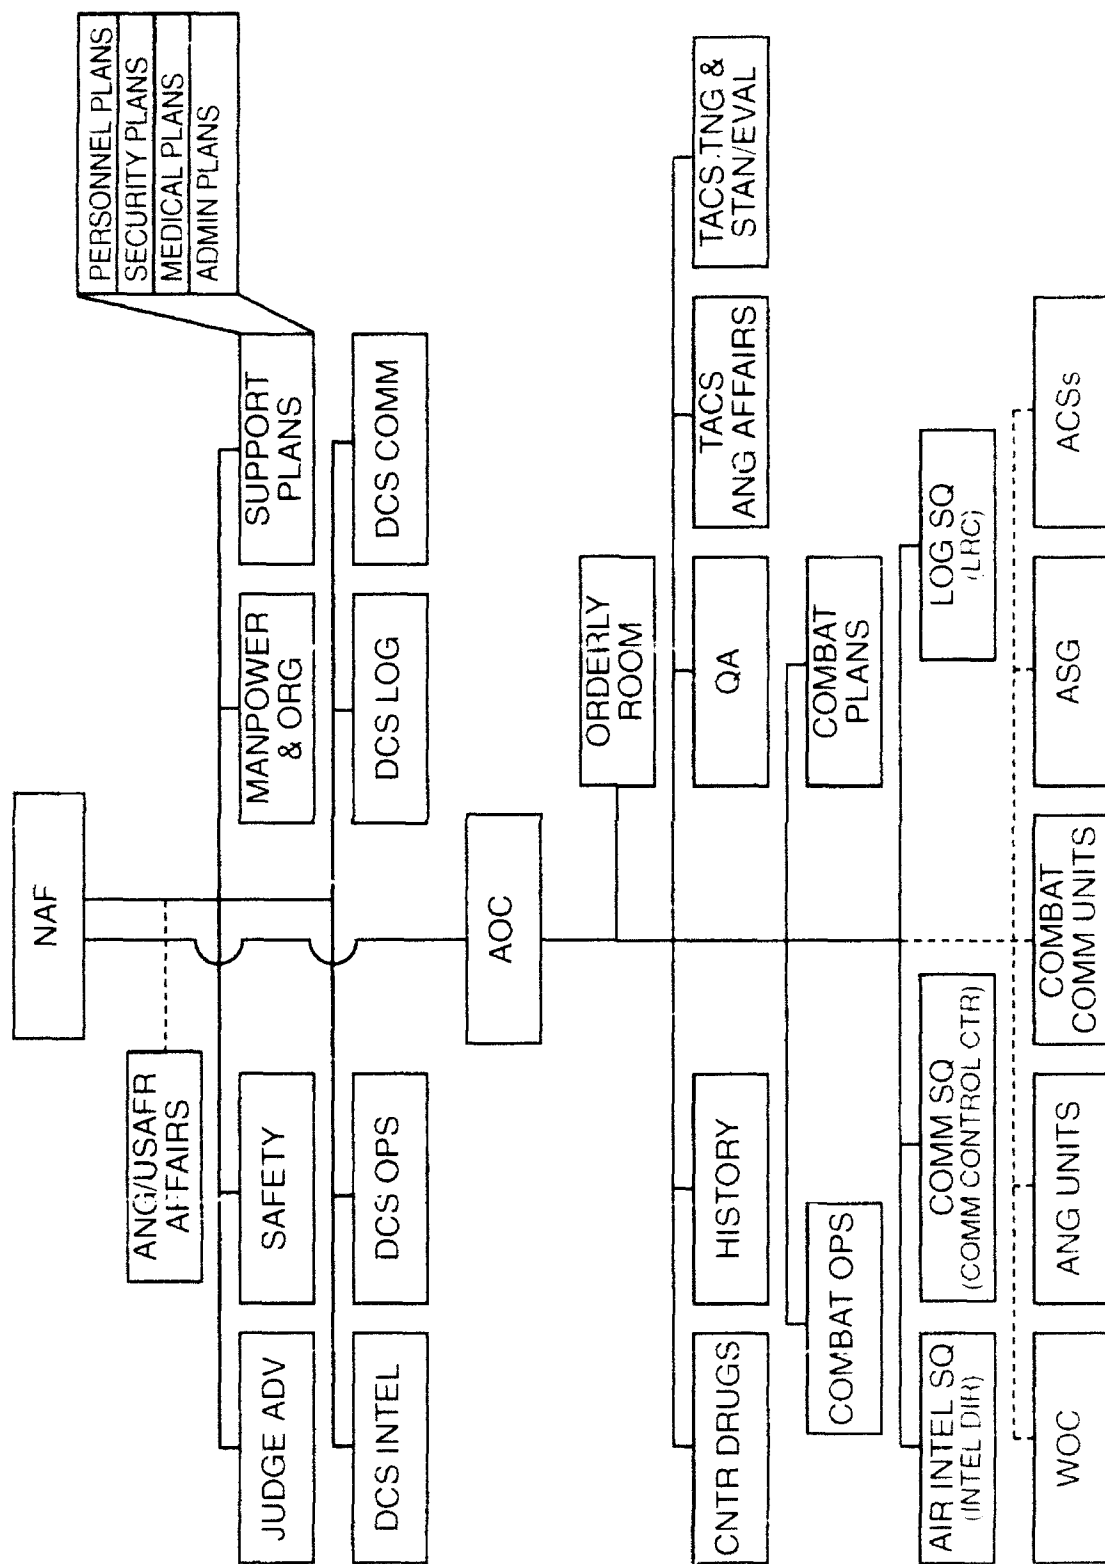 NAF
ANG/USAFR
AFFAIRS
JUDGE ADV
SAFETY
MANPOWER
& ORG
SUPPORT
PLANS
PERSONNEL PLANS
SECURITY PLANS
MEDICAL PLANS
ADMIN PLANS
DCS INTEL
DCS OPS
DCS LOG
DCS COMM
AOC
ORDERLY
ROOM
CNTR DRUGS
HISTORY
QA
TACS
ANG AFFAIRS
TACS TNG &
STAN/EVAL
COMBAT OPS
COMBAT
PLANS
AIR INTEL SQ
(INTEL DIR)
COMM SQ
(COMM CONTROL CTR)
LOG SQ
(LRC)
WOC
ANG UNITS
COMBAT
COMM UNITS
ASG
ACSs